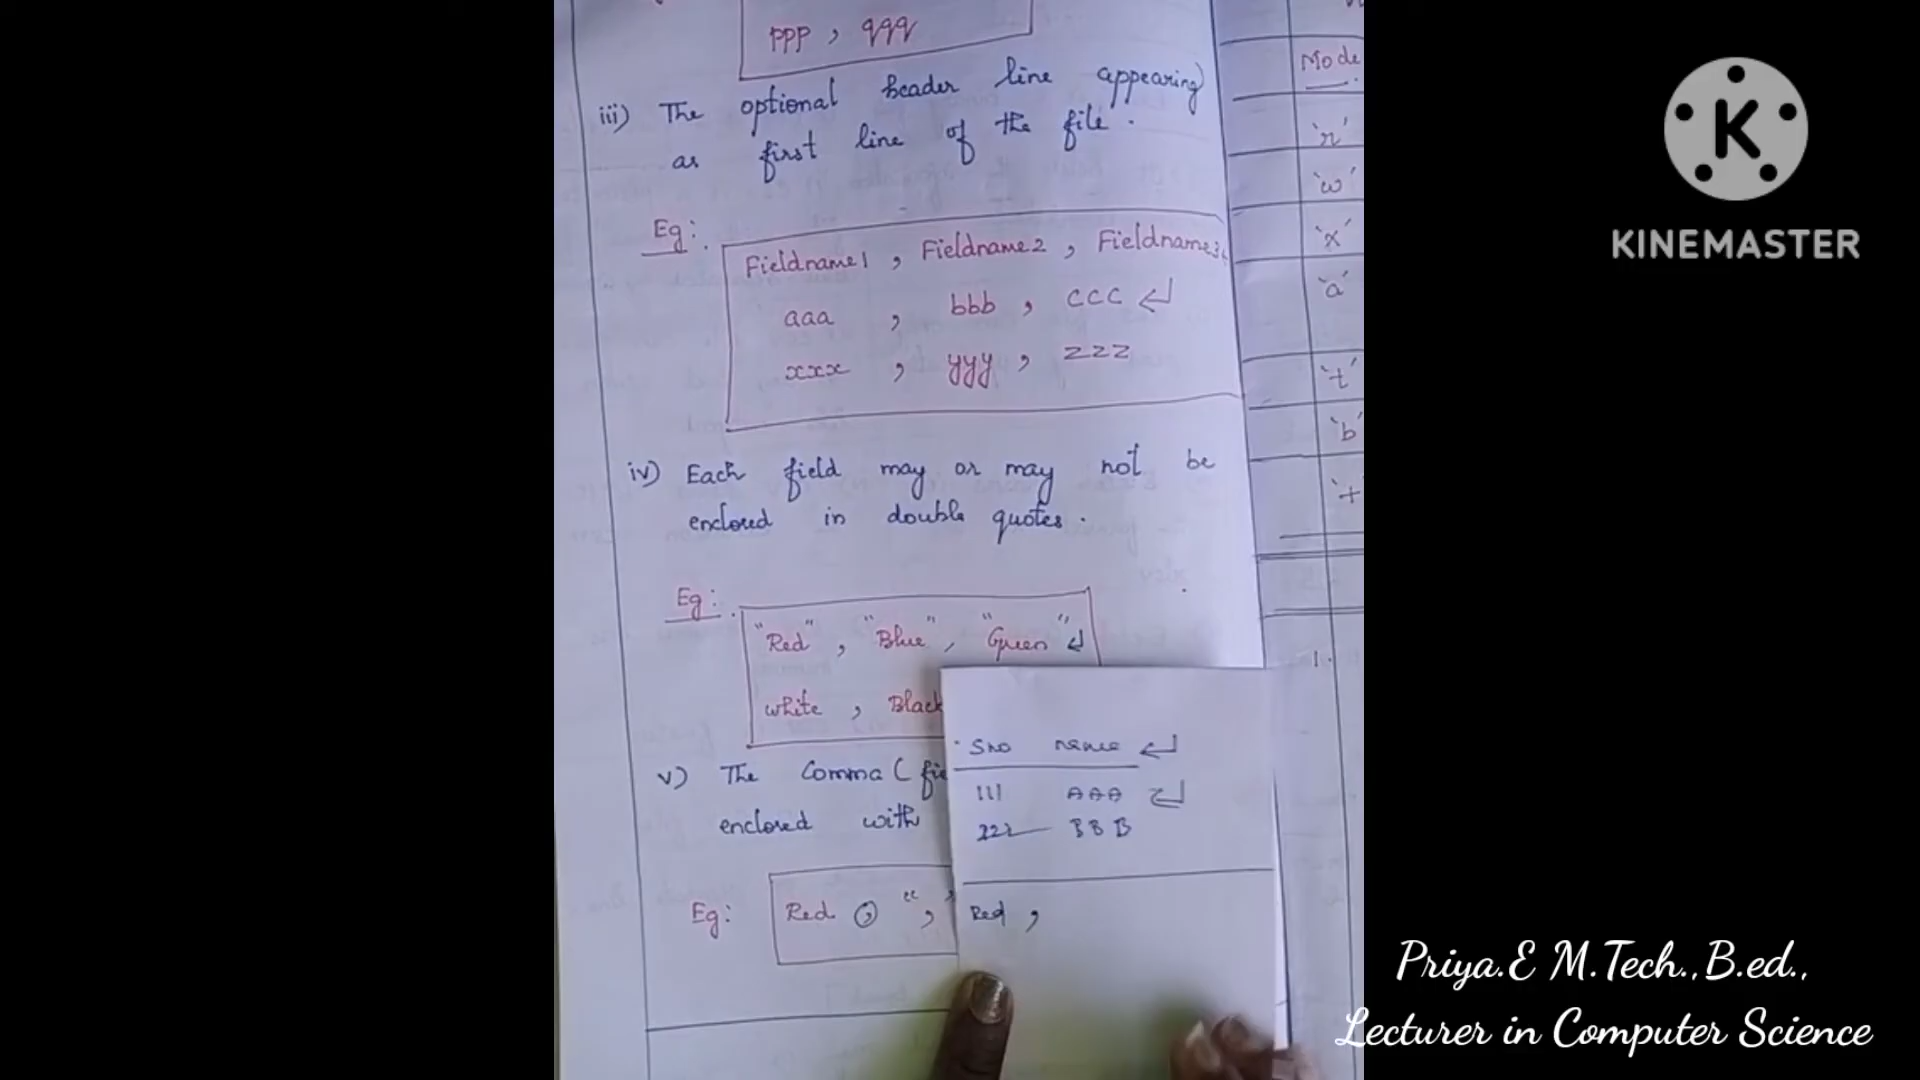 ppp , qqq
iii) The optional header line appearing
as first line of the file .
Eg:
Fieldname1 , Fieldname2 , Fieldname3
aaa , bbb , ccc ↵
xxx , yyy , zzz
iv) Each field may or may not be
enclosed in double quotes .
Eg:
"Red" , "Blue" , "Green" ↵
white , Black
v) The Comma ( fie
enclosed with
Eg: Red , " ,
Sno name ↵
111 AAA ↵
222 BBB
Red ,
Mode
'r'
'w'
'x'
'a'
't'
'b'
'+'
1.
KINEMASTER
Priya.E M.Tech.,B.ed.,
Lecturer in Computer Science